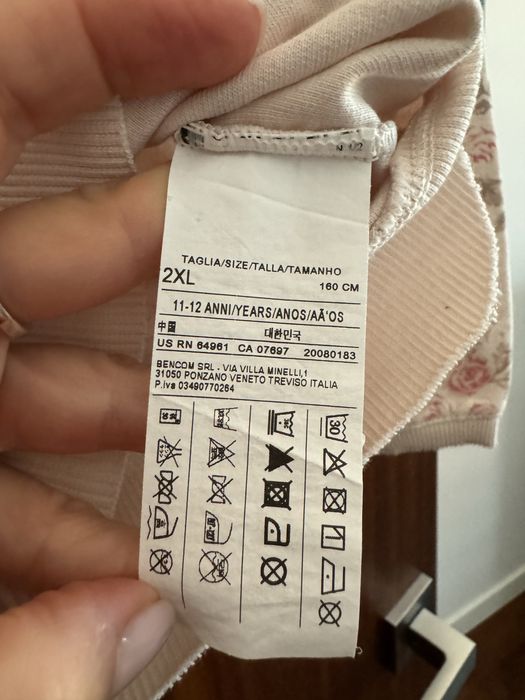 TAGLIA/SIZE/TALLA/TAMANHO
2XL 160 CM
11-12 ANNI/YEARS/ANOS/AÃ'OS
中国 대한민국
US RN 64961 CA 07697 20080183
BENCOM SRL - VIA VILLA MINELLI,1
31050 PONZANO VENETO TREVISO ITALIA
P.iva 03490770264
30